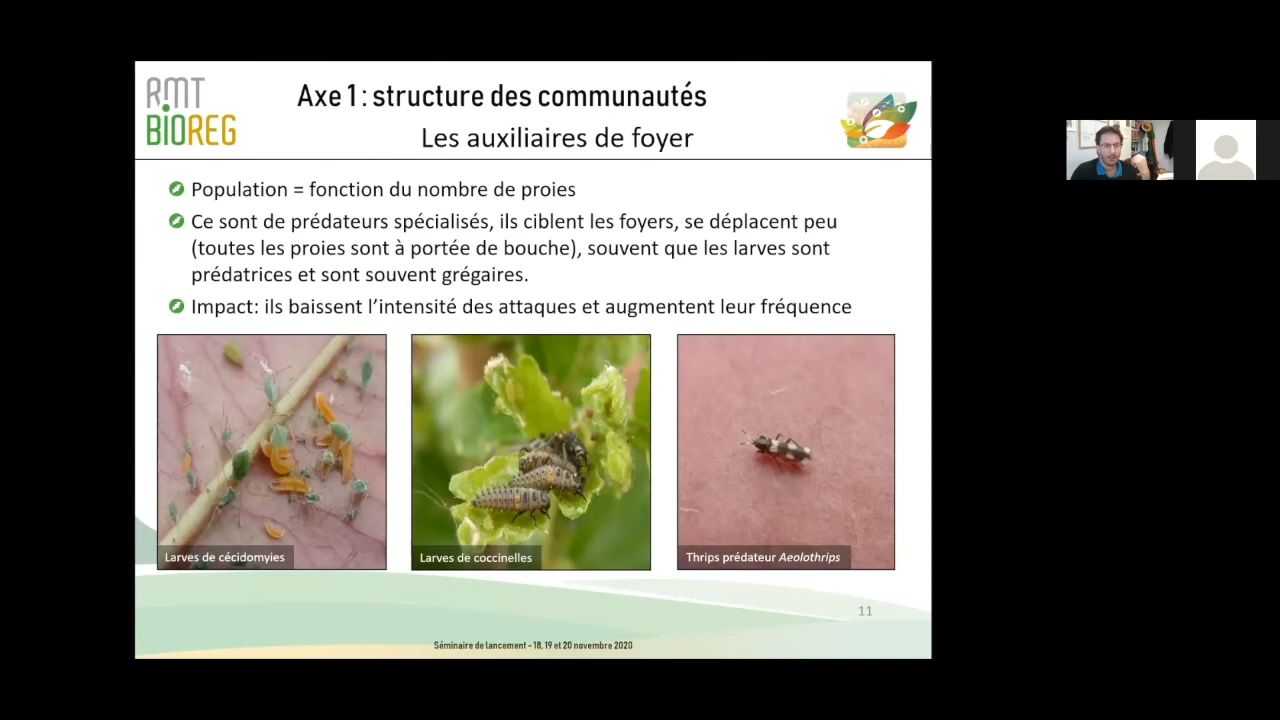 RMT
BIOREG
Axe 1 : structure des communautés
Les auxiliaires de foyer
Population = fonction du nombre de proies
Ce sont de prédateurs spécialisés, ils ciblent les foyers, se déplacent peu
(toutes les proies sont à portée de bouche), souvent que les larves sont
prédatrices et sont souvent grégaires.
Impact: ils baissent l'intensité des attaques et augmentent leur fréquence
Larves de cécidomyies
Larves de coccinelles
Thrips prédateur Aeolothrips
11
Séminaire de lancement - 18, 19 et 20 novembre 2020